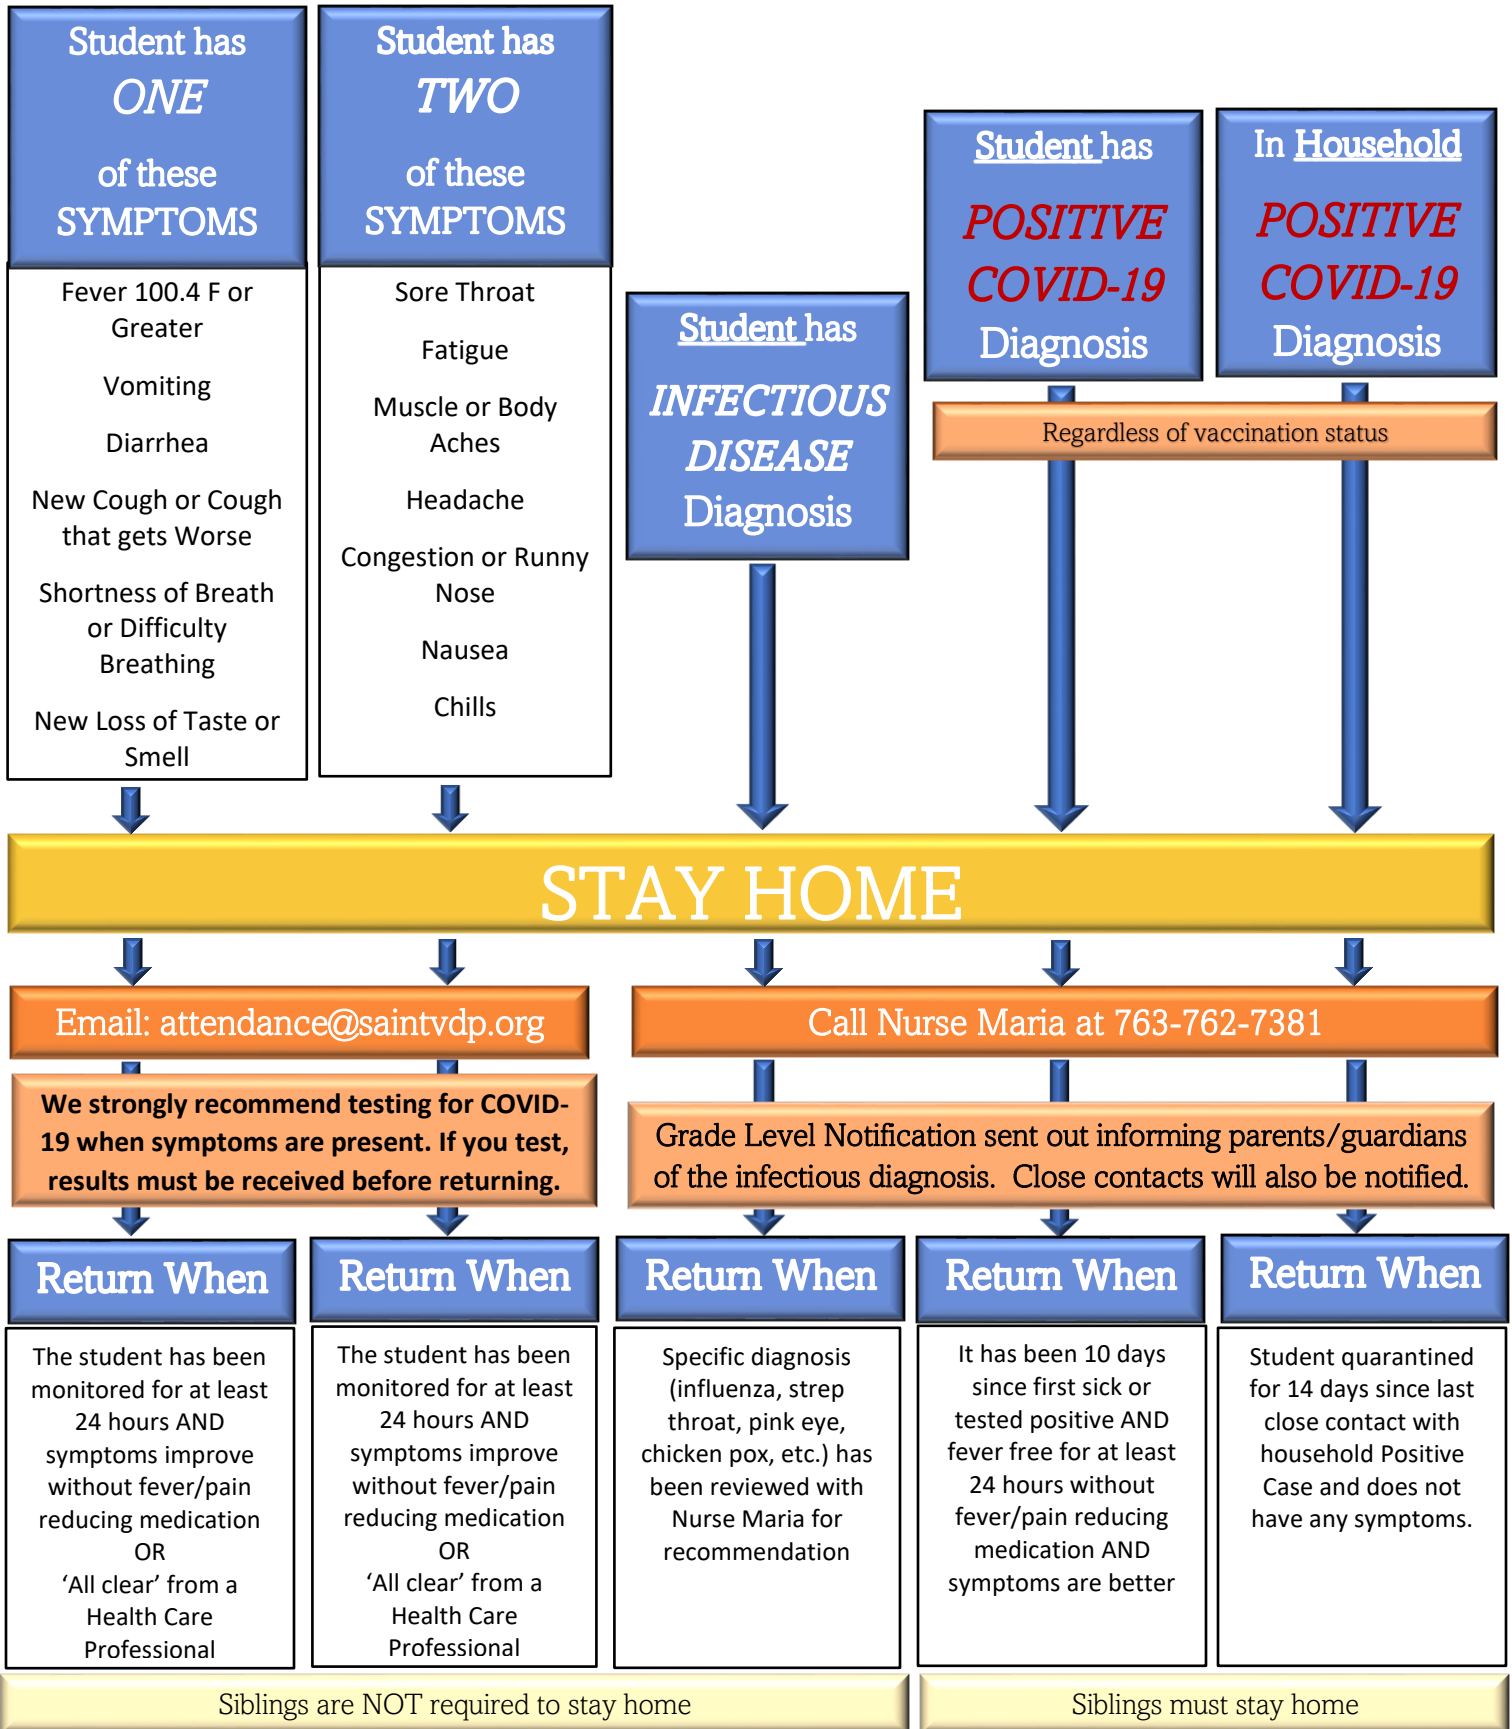 Student has
ONE
of these
SYMPTOMS
Fever 100.4 F or
Greater
Vomiting
Diarrhea
New Cough or Cough
that gets Worse
Shortness of Breath
or Difficulty
Breathing
New Loss of Taste or
Smell
Student has
TWO
of these
SYMPTOMS
Sore Throat
Fatigue
Muscle or Body
Aches
Headache
Congestion or Runny
Nose
Nausea
Chills
Student has
INFECTIOUS
DISEASE
Diagnosis
Student has
POSITIVE
COVID-19
Diagnosis
In Household
POSITIVE
COVID-19
Diagnosis
Regardless of vaccination status
STAY HOME
Email: attendance@saintvdp.org
Call Nurse Maria at 763-762-7381
We strongly recommend testing for COVID-
19 when symptoms are present. If you test,
results must be received before returning.
Grade Level Notification sent out informing parents/guardians
of the infectious diagnosis.  Close contacts will also be notified.
Return When
The student has been
monitored for at least
24 hours AND
symptoms improve
without fever/pain
reducing medication
OR
‘All clear’ from a
Health Care
Professional
Return When
The student has been
monitored for at least
24 hours AND
symptoms improve
without fever/pain
reducing medication
OR
‘All clear’ from a
Health Care
Professional
Return When
Specific diagnosis
(influenza, strep
throat, pink eye,
chicken pox, etc.) has
been reviewed with
Nurse Maria for
recommendation
Return When
It has been 10 days
since first sick or
tested positive AND
fever free for at least
24 hours without
fever/pain reducing
medication AND
symptoms are better
Return When
Student quarantined
for 14 days since last
close contact with
household Positive
Case and does not
have any symptoms.
Siblings are NOT required to stay home
Siblings must stay home